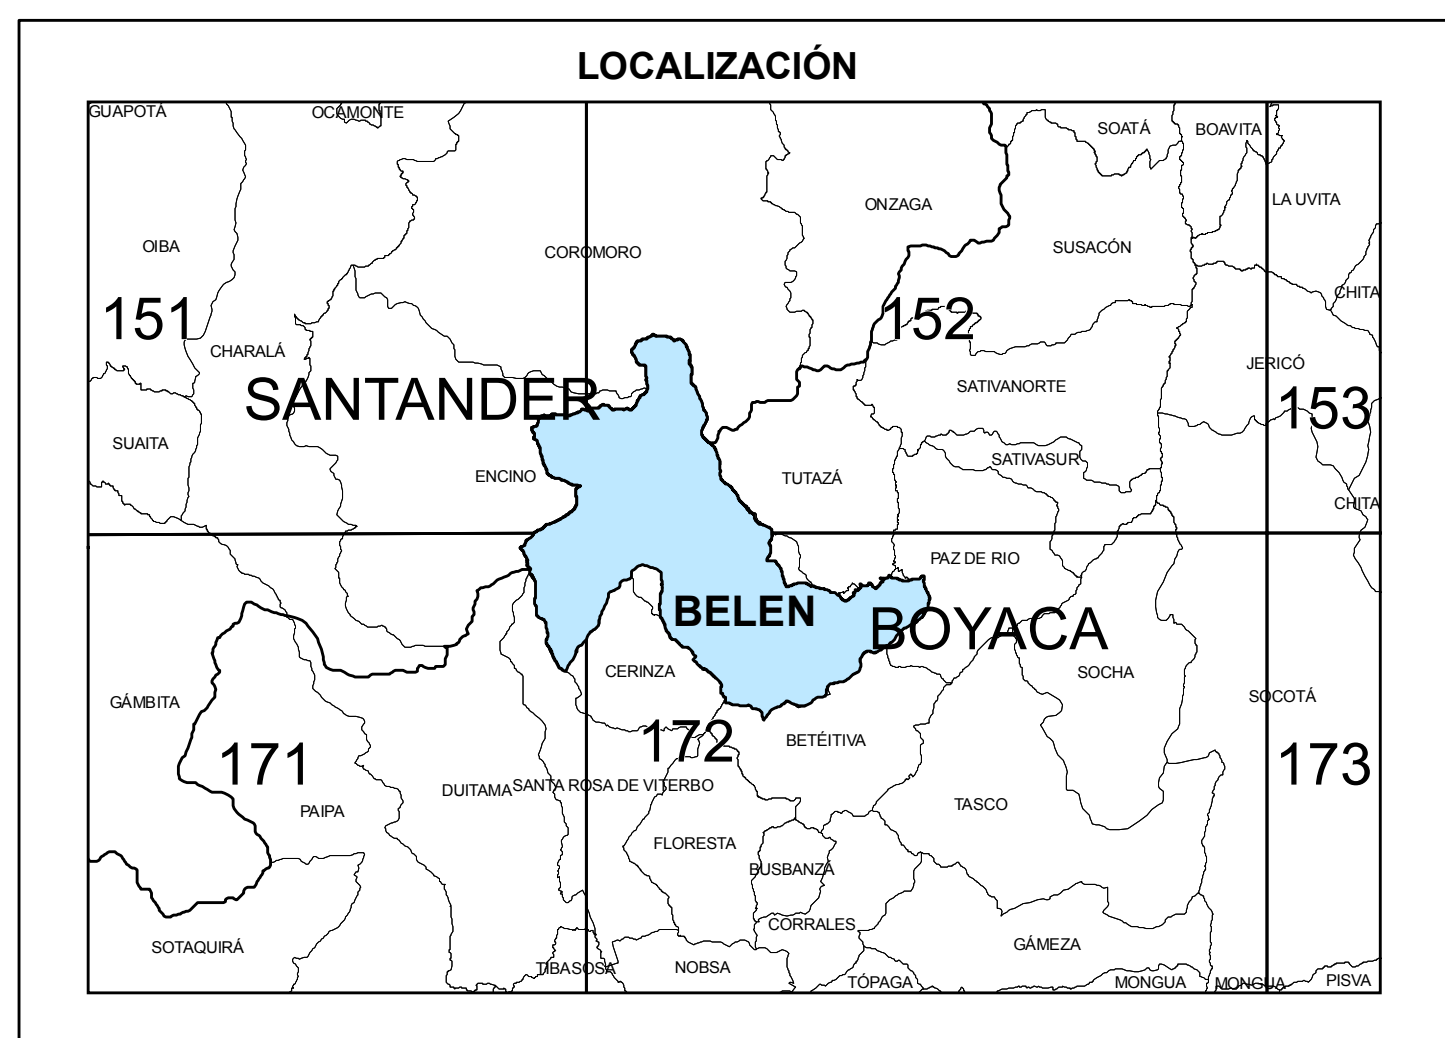 LOCALIZACIÓN
GUAPOTÁ
OCAMONTE
SOATÁ
BOAVITA
ONZAGA
LA UVITA
OIBA
COROMORO
SUSACÓN
CHITA
151
152
CHARALÁ
JERICÓ
SANTANDER
SATIVANORTE
153
SUAITA
SATIVASUR
ENCINO
TUTAZÁ
CHITA
PAZ DE RIO
BELEN
BOYACA
CERINZA
SOCHA
GÁMBITA
SOCOTÁ
172
BETÉITIVA
171
173
DUITAMA
SANTA ROSA DE VITERBO
PAIPA
TASCO
FLORESTA
BUSBANZÁ
CORRALES
SOTAQUIRÁ
GÁMEZA
TIBASOSA
NOBSA
TÓPAGA
MONGUA
MONGUA
PISVA